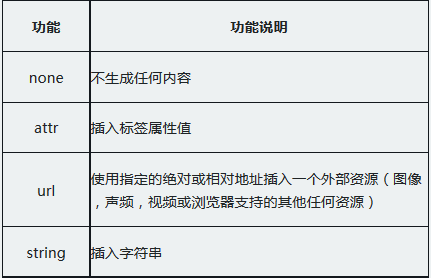 功能 功能说明
none 不生成任何内容
attr 插入标签属性值
url 使用指定的绝对或相对地址插入一个外部资源（图像
，声频，视频或浏览器支持的其他任何资源）
string 插入字符串